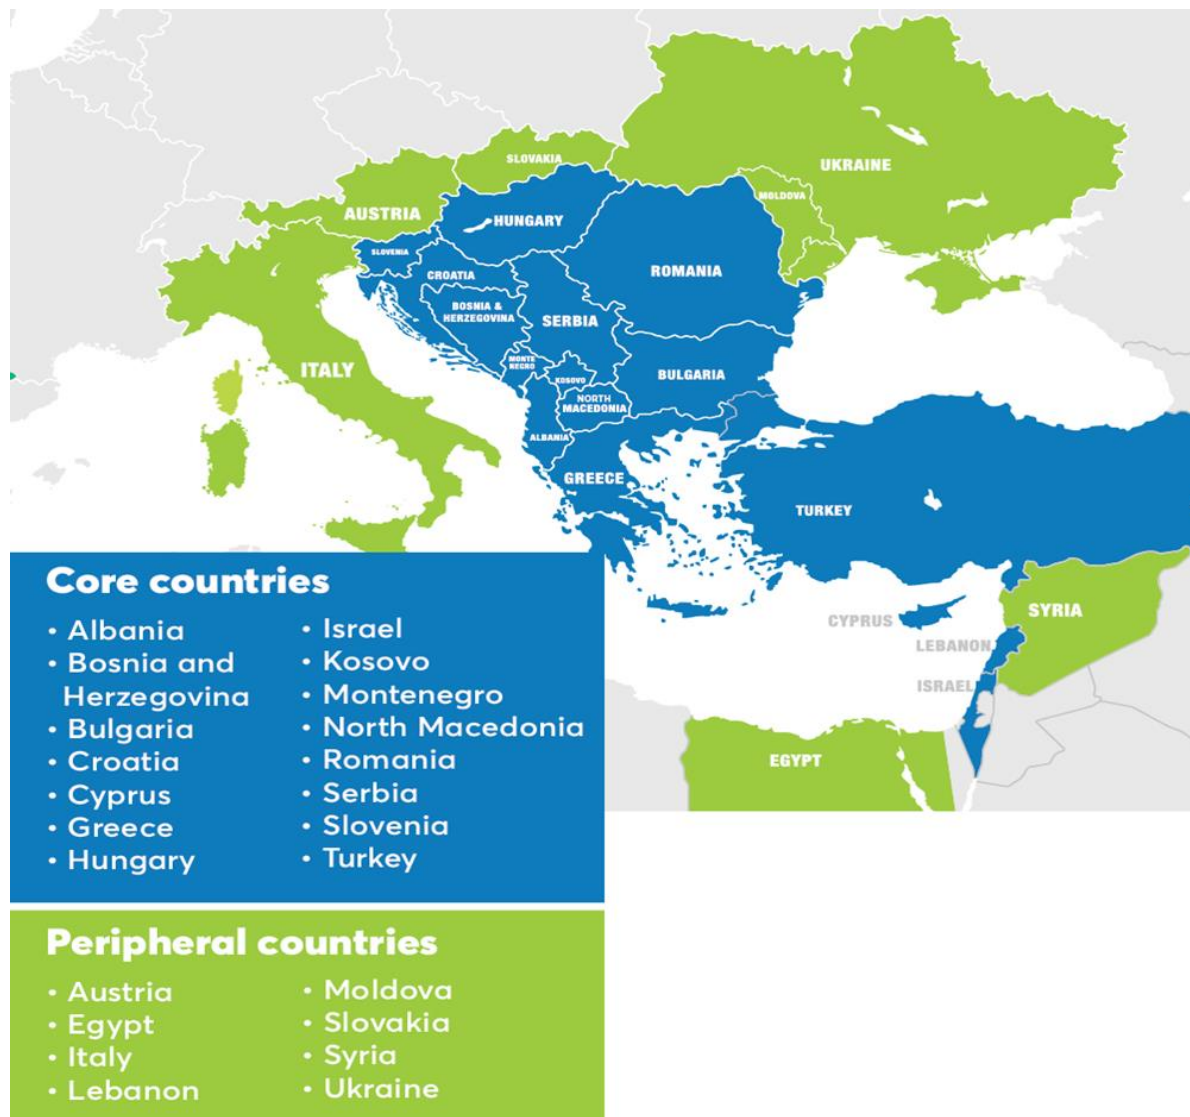 SLOVAKIA
UKRAINE
MOLDOVA
AUSTRIA
HUNGARY
SLOVENIA
CROATIA
ROMANIA
BOSNIA &
HERZEGOVINA
SERBIA
MONTE
NEGRO
ITALY
KOSOVO
BULGARIA
NORTH
MACEDONIA
ALBANIA
GREECE
TURKEY
SYRIA
CYPRUS
LEBANON
ISRAEL
EGYPT
Core countries
• Albania
• Bosnia and
Herzegovina
• Bulgaria
• Croatia
• Cyprus
• Greece
• Hungary
• Israel
• Kosovo
• Montenegro
• North Macedonia
• Romania
• Serbia
• Slovenia
• Turkey
Peripheral countries
• Austria
• Egypt
• Italy
• Lebanon
• Moldova
• Slovakia
• Syria
• Ukraine